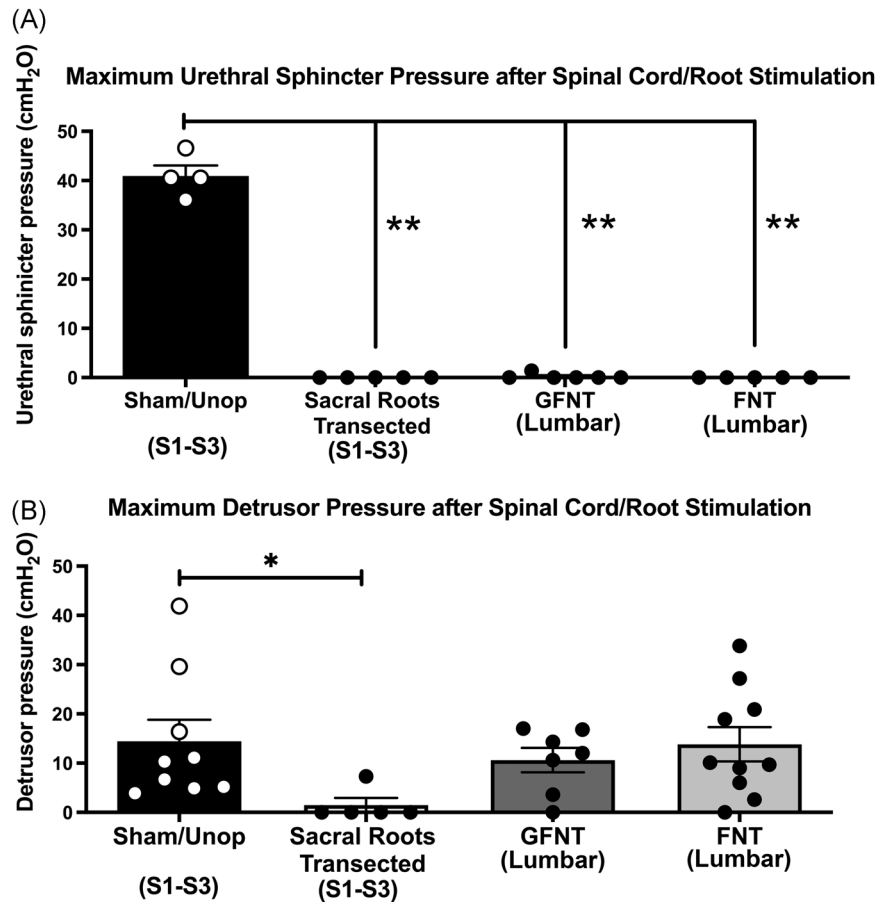 (A)
Maximum Urethral Sphincter Pressure after Spinal Cord/Root Stimulation
Urethral sphinicter pressure (cmH₂O)
50
40
30
20
10
0
**
**
**
Sham/Unop
(S1-S3)
Sacral Roots
Transected
(S1-S3)
GFNT
(Lumbar)
FNT
(Lumbar)
(B)
Maximum Detrusor Pressure after Spinal Cord/Root Stimulation
Detrusor pressure (cmH₂O)
50
40
30
20
10
0
*
Sham/Unop
(S1-S3)
Sacral Roots
Transected
(S1-S3)
GFNT
(Lumbar)
FNT
(Lumbar)